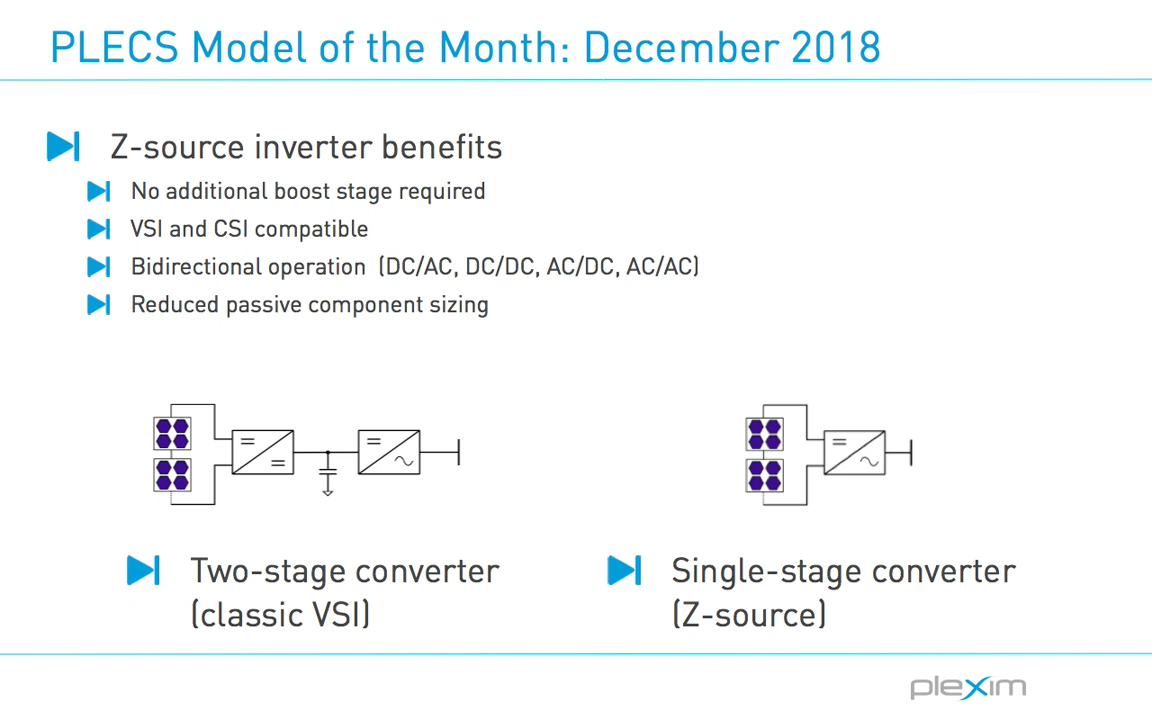 PLECS Model of the Month: December 2018
Z-source inverter benefits
No additional boost stage required
VSI and CSI compatible
Bidirectional operation (DC/AC, DC/DC, AC/DC, AC/AC)
Reduced passive component sizing
Two-stage converter
(classic VSI)
Single-stage converter
(Z-source)
plexim